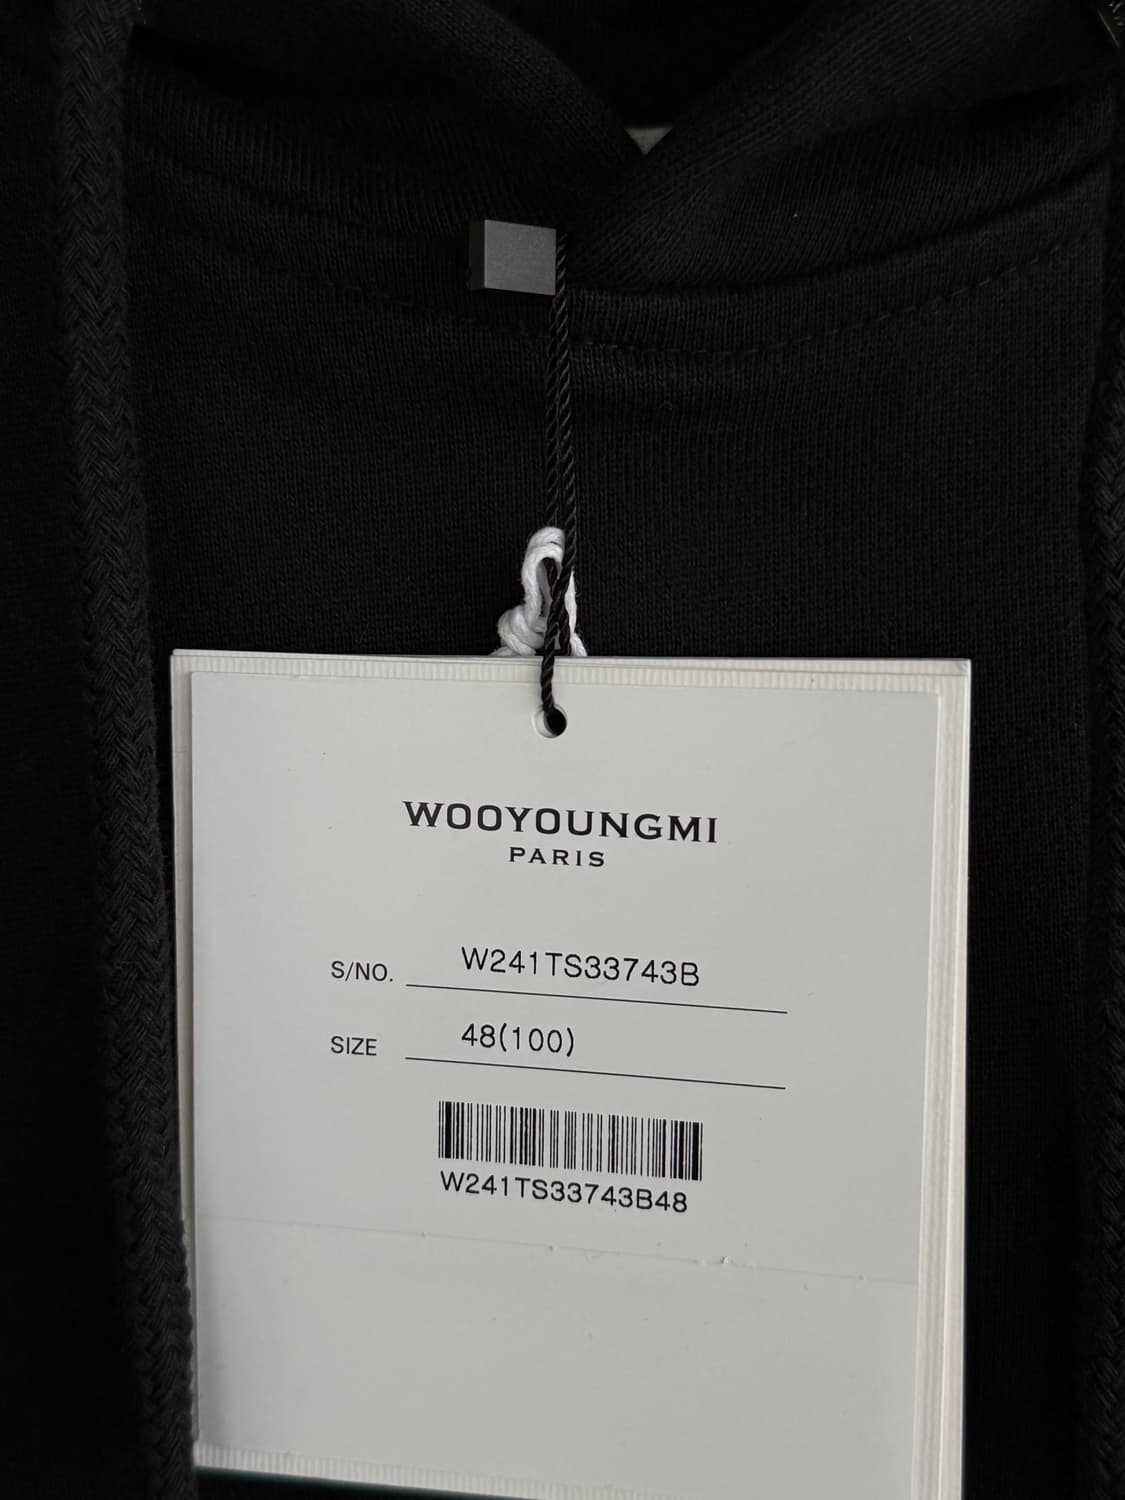 WOOYOUNGMI
PARIS
S/NO. W241TS33743B
SIZE 48(100)
W241TS33743B48